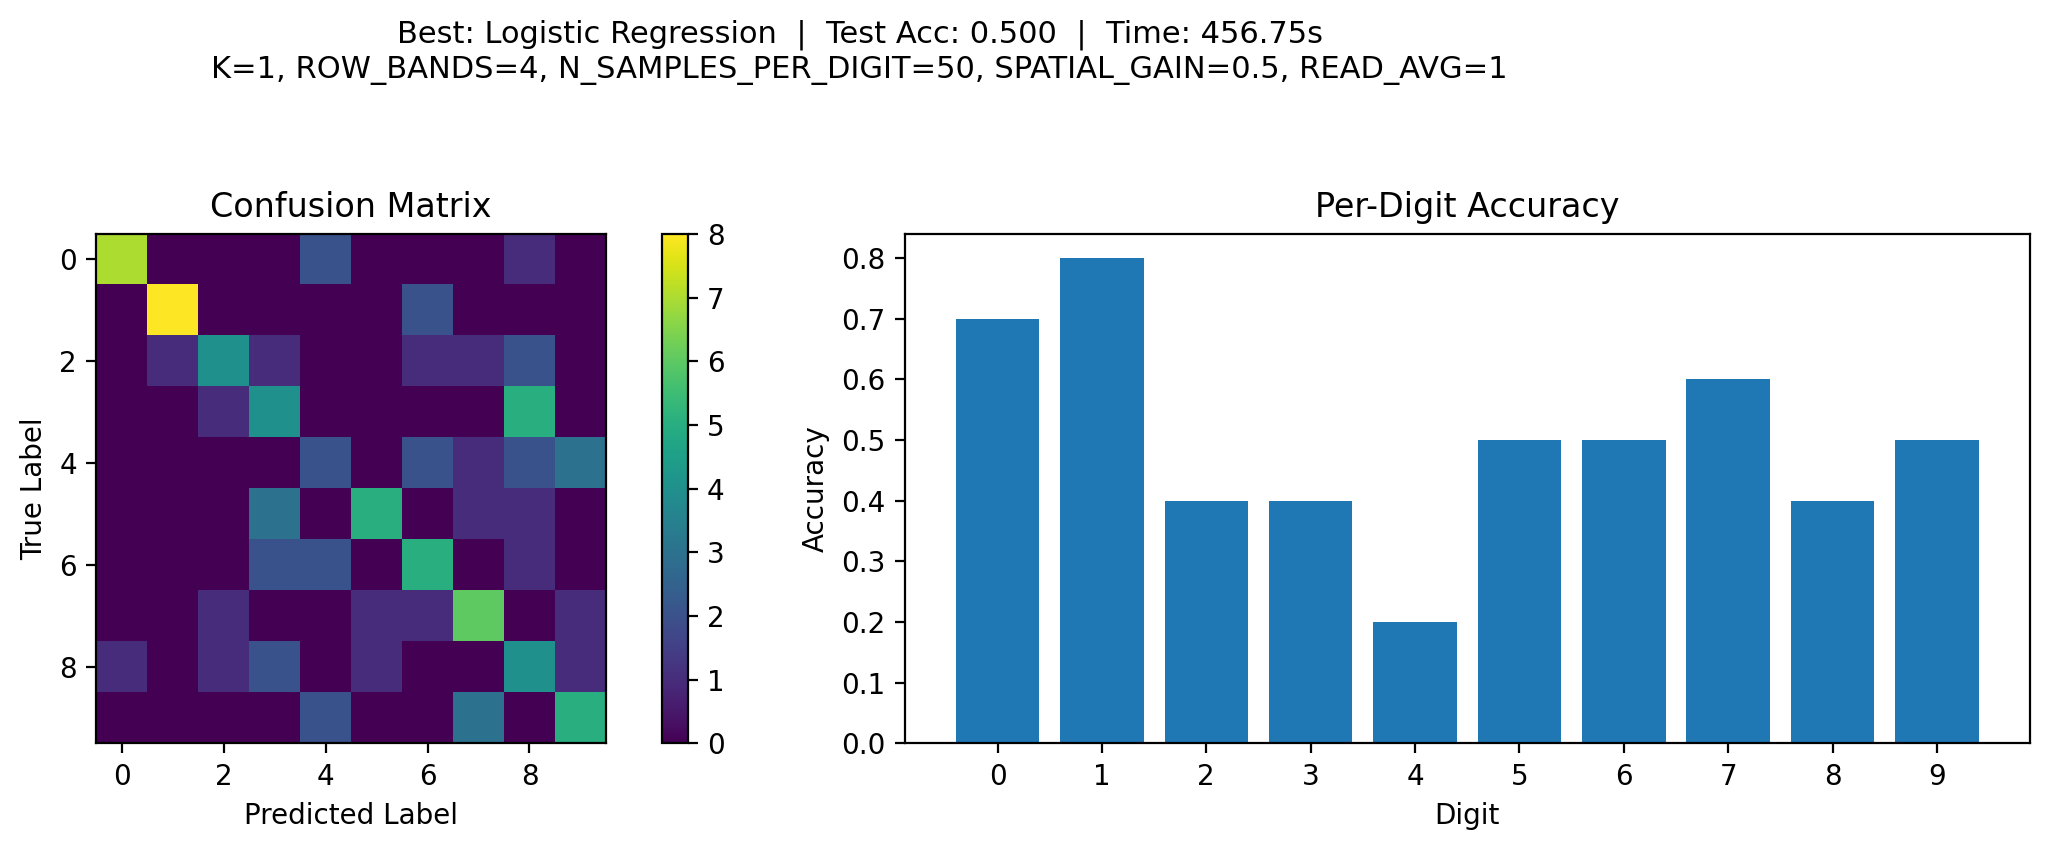 Best: Logistic Regression | Test Acc: 0.500 | Time: 456.75s
K=1, ROW_BANDS=4, N_SAMPLES_PER_DIGIT=50, SPATIAL_GAIN=0.5, READ_AVG=1
Confusion Matrix
True Label
0
2
4
6
8
0 2 4 6 8
Predicted Label
8
7
6
5
4
3
2
1
0
Per-Digit Accuracy
Accuracy
0.8
0.7
0.6
0.5
0.4
0.3
0.2
0.1
0.0
0 1 2 3 4 5 6 7 8 9
Digit